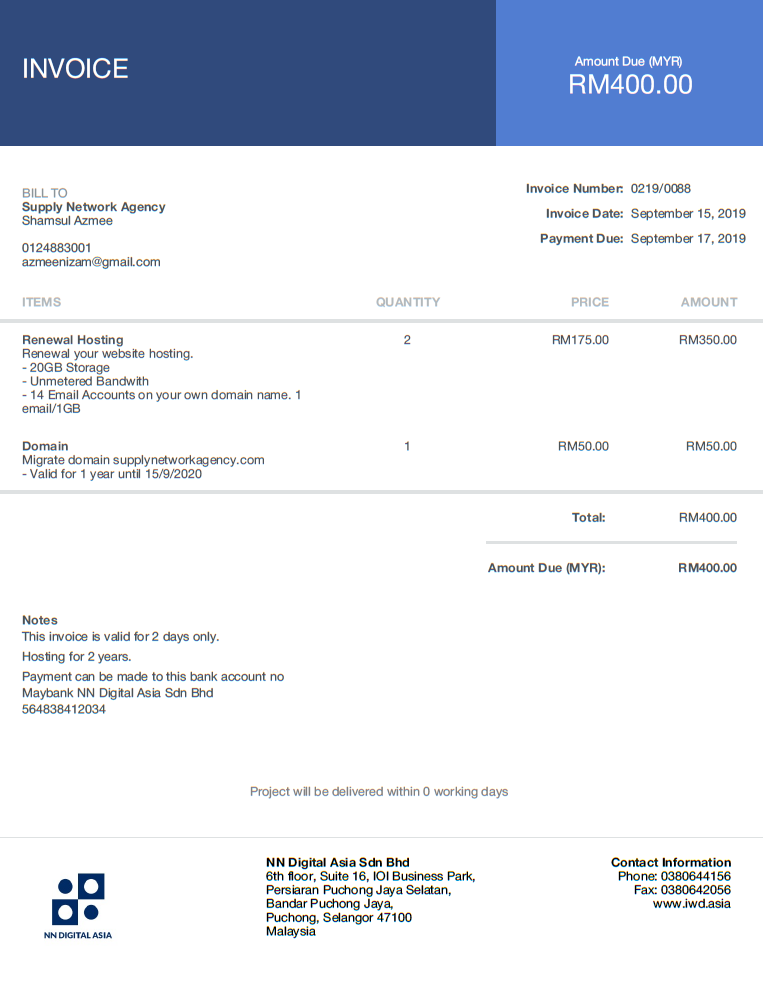 INVOICE
Amount Due (MYR)
RM400.00
BILL TO
Supply Network Agency
Shamsul Azmee
0124883001
azmeenizam@gmail.com
Invoice Number: 0219/0088
Invoice Date: September 15, 2019
Payment Due: September 17, 2019
ITEMS QUANTITY PRICE AMOUNT
Renewal Hosting 2 RM175.00 RM350.00
Renewal your website hosting.
- 20GB Storage
- Unmetered Bandwith
- 14 Email Accounts on your own domain name. 1
email/1GB
Domain 1 RM50.00 RM50.00
Migrate domain supplynetworkagency.com
- Valid for 1 year until 15/9/2020
Total: RM400.00
Amount Due (MYR): RM400.00
Notes
This invoice is valid for 2 days only.
Hosting for 2 years.
Payment can be made to this bank account no
Maybank NN Digital Asia Sdn Bhd
564838412034
Project will be delivered within 0 working days
NN DIGITAL ASIA
NN Digital Asia Sdn Bhd
6th floor, Suite 16, IOI Business Park,
Persiaran Puchong Jaya Selatan,
Bandar Puchong Jaya,
Puchong, Selangor 47100
Malaysia
Contact Information
Phone: 0380644156
Fax: 0380642056
www.iwd.asia